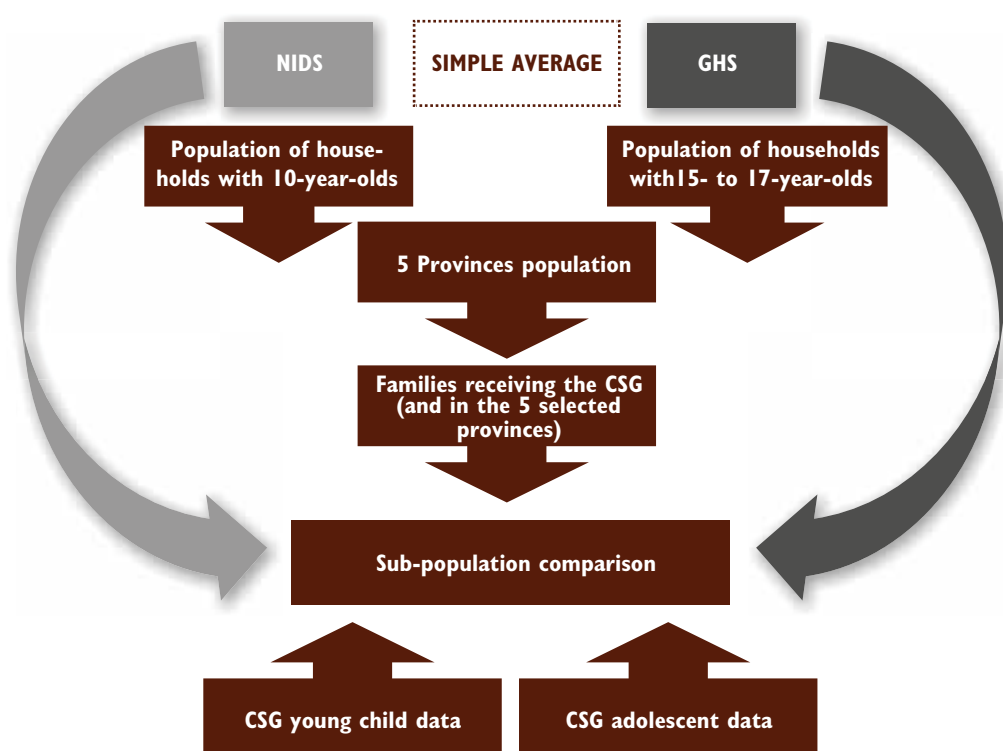 NIDS
SIMPLE AVERAGE
GHS
Population of house-
holds with 10-year-olds
Population of households
with15- to 17-year-olds
5 Provinces population
Families receiving the CSG
(and in the 5 selected
provinces)
Sub-population comparison
CSG young child data
CSG adolescent data